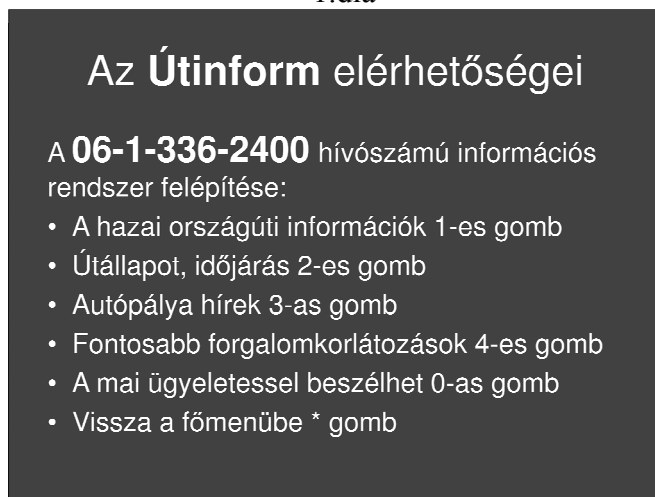 1.dia
Az Útinform elérhetőségei
A 06-1-336-2400 hívószámú információs
rendszer felépítése:
• A hazai országúti információk 1-es gomb
• Útállapot, időjárás 2-es gomb
• Autópálya hírek 3-as gomb
• Fontosabb forgalomkorlátozások 4-es gomb
• A mai ügyeletessel beszélhet 0-as gomb
• Vissza a főmenübe * gomb